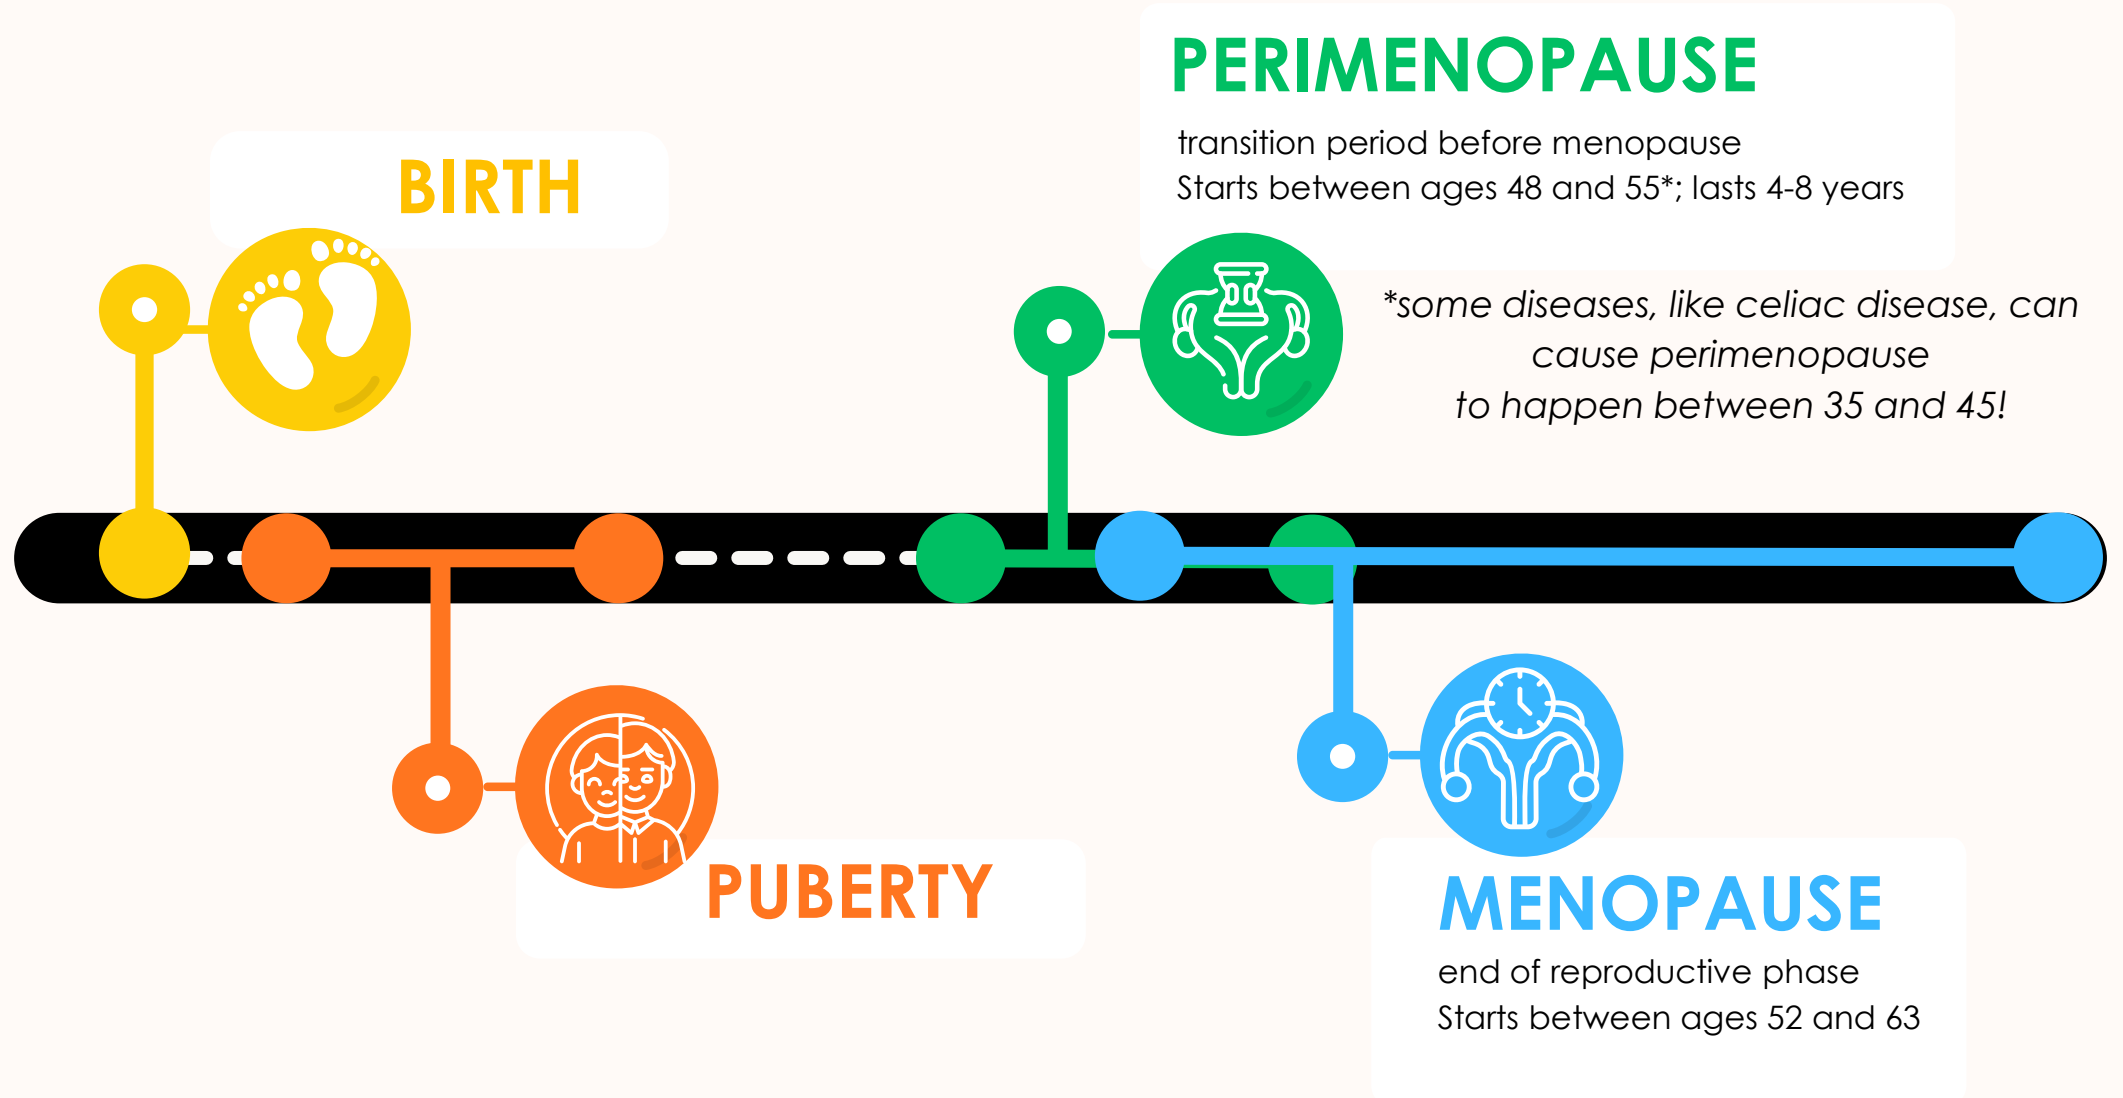 BIRTH
PERIMENOPAUSE
transition period before menopause
Starts between ages 48 and 55*; lasts 4-8 years
*some diseases, like celiac disease, can
cause perimenopause
to happen between 35 and 45!
PUBERTY
MENOPAUSE
end of reproductive phase
Starts between ages 52 and 63